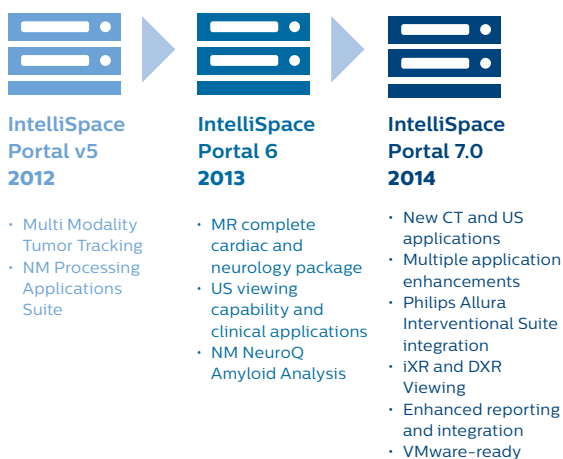 IntelliSpace
Portal v5
2012
• Multi Modality
Tumor Tracking
• NM Processing
Applications
Suite
IntelliSpace
Portal 6
2013
• MR complete
cardiac and
neurology package
• US viewing
capability and
clinical applications
• NM NeuroQ
Amyloid Analysis
IntelliSpace
Portal 7.0
2014
• New CT and US
applications
• Multiple application
enhancements
• Philips Allura
Interventional Suite
integration
• iXR and DXR
Viewing
• Enhanced reporting
and integration
• VMware-ready